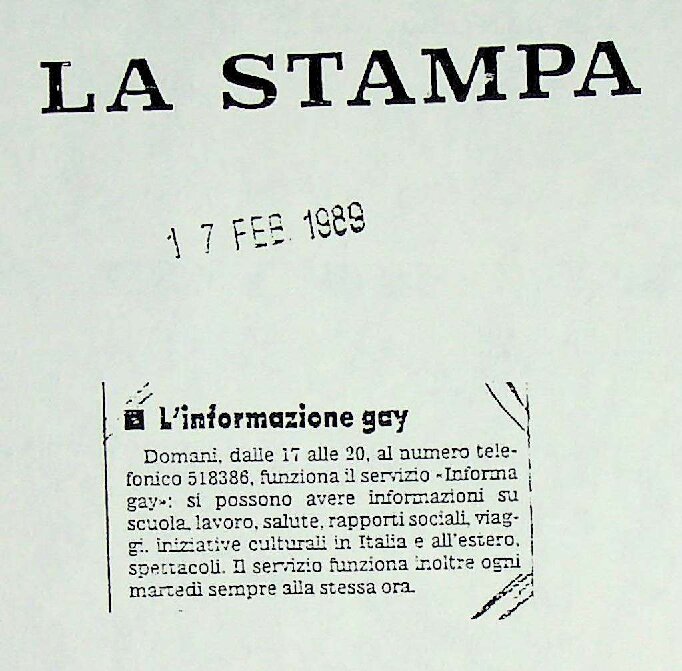 LA STAMPA
17 FEB. 1989
L'informazione gay
Domani, dalle 17 alle 20, al numero tele-
fonico 518386, funziona il servizio «Informa
gay»: si possono avere informazioni su
scuola, lavoro, salute, rapporti sociali, viag-
gi, iniziative culturali in Italia e all'estero,
spettacoli. Il servizio funziona inoltre ogni
martedì sempre alla stessa ora.